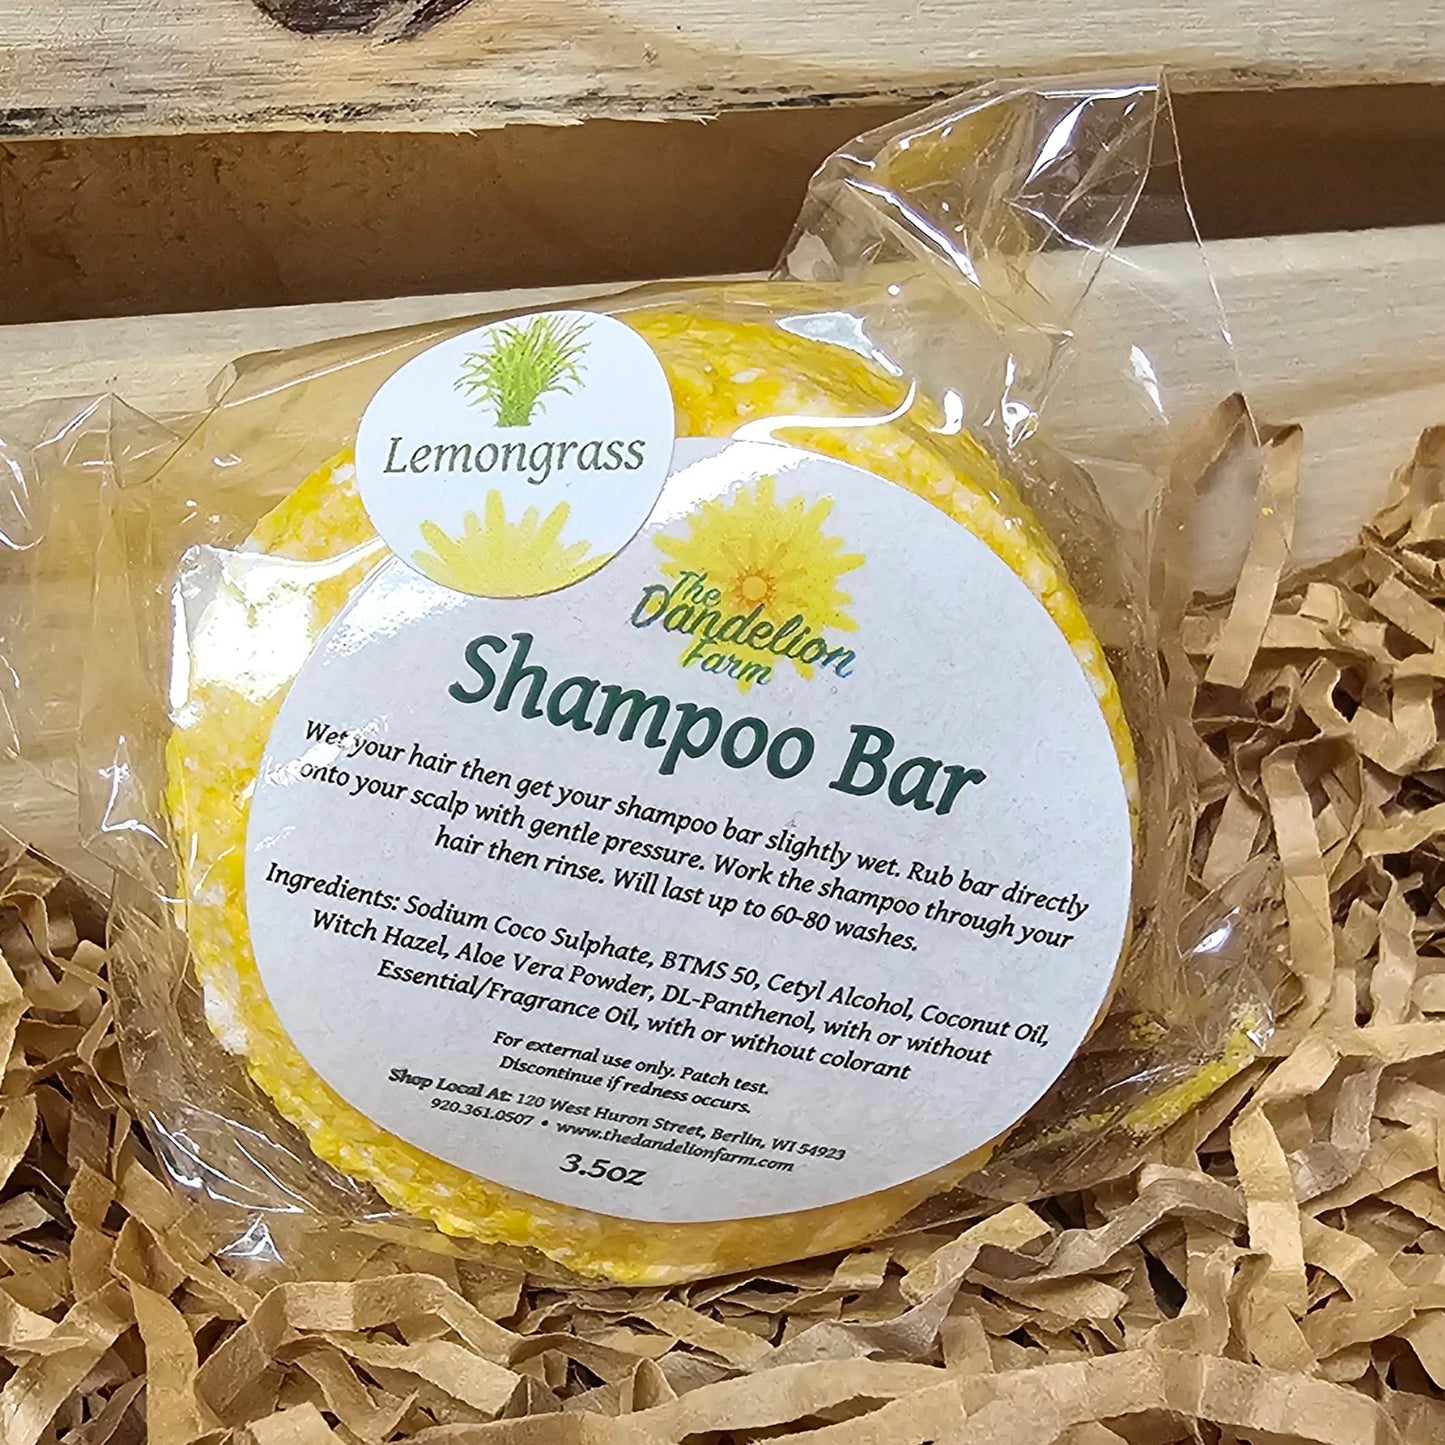 Lemongrass
The
Dandelion
Farm
Shampoo Bar
Wet your hair then get your shampoo bar slightly wet. Rub bar directly
onto your scalp with gentle pressure. Work the shampoo through your
hair then rinse. Will last up to 60-80 washes.
Ingredients: Sodium Coco Sulphate, BTMS 50, Cetyl Alcohol, Coconut Oil,
Witch Hazel, Aloe Vera Powder, DL-Panthenol, with or without
Essential/Fragrance Oil, with or without colorant
For external use only. Patch test.
Discontinue if redness occurs.
Shop Local At: 120 West Huron Street, Berlin, WI 54923
920.361.0507 • www.thedandelionfarm.com
3.5oz